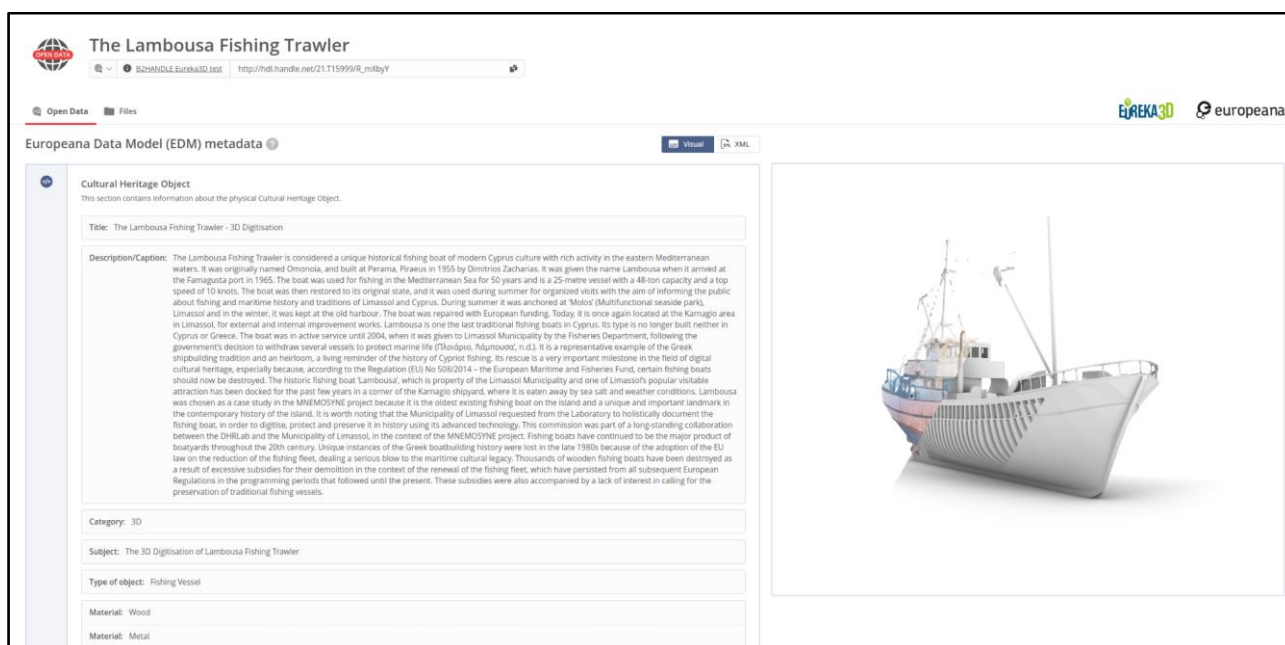 The Lambousa Fishing Trawler
OPEN DATA
B2HANDLE Eureka3D test http://hdl.handle.net/21.T15999/R_mXbyY
Open Data Files
EUREKA3D europeana
European Data Model (EDM) metadata
Visual XML
Cultural Heritage Object
This section contains information about the physical Cultural Heritage Object.
Title: The Lambousa Fishing Trawler - 3D Digitisation
Description/Caption: The Lambousa Fishing Trawler is considered a unique historical fishing boat of modern Cyprus culture with rich activity in the eastern Mediterranean
waters. It was originally named Omonoia, and built at Perama, Piraeus in 1955 by Dimitrios Zacharias. It was given the name Lambousa when it arrived at
the Famagusta port in 1965. The boat was used for fishing in the Mediterranean Sea for 50 years and is a 25-metre vessel with a 48-ton capacity and a top
speed of 10 knots. The boat was then restored to its original state, and it was used during summer for organized visits with the aim of informing the public
about fishing and maritime history and traditions of Limassol and Cyprus. During summer it was anchored at 'Molos' (Multifunctional seaside park),
Limassol and in the winter, it was kept at the old harbour. The boat was repaired with European funding. Today, it is once again located at the Karnagio area
in Limassol, for external and internal improvement works. Lambousa is one the last traditional fishing boats in Cyprus. Its type is no longer built neither in
Cyprus or Greece. The boat was in active service until 2004, when it was given to Limassol Municipality by the Fisheries Department, following the
government's decision to withdraw several vessels to protect marine life (Πλοιάριο, 'Λάμπουσα', n.d.). It is a representative example of the Greek
shipbuilding tradition and an heirloom, a living reminder of the history of Cypriot fishing. Its rescue is a very important milestone in the field of digital
cultural heritage, especially because, according to the Regulation (EU) No 508/2014 – the European Maritime and Fisheries Fund, certain fishing boats
should now be destroyed. The historic fishing boat 'Lambousa', which is property of the Limassol Municipality and one of Limassol's popular visitable
attraction has been docked for the past few years in a corner of the Karnagio shipyard, where it is eaten away by sea salt and weather conditions. Lambousa
was chosen as a case study in the MNEMOSYNE project because it is the oldest existing fishing boat on the island and a unique and important landmark in
the contemporary history of the island. It is worth noting that the Municipality of Limassol requested from the Laboratory to holistically document the
fishing boat, in order to digitise, protect and preserve it in history using its advanced technology. This commission was part of a long-standing collaboration
between the DHRLab and the Municipality of Limassol, in the context of the MNEMOSYNE project. Fishing boats have continued to be the major product of
boatyards throughout the 20th century. Unique instances of the Greek boatbuilding history were lost in the late 1980s because of the adoption of the EU
law on the reduction of the fishing fleet, dealing a serious blow to the maritime cultural legacy. Thousands of wooden fishing boats have been destroyed as
a result of excessive subsidies for their demolition in the context of the renewal of the fishing fleet, which have persisted from all subsequent European
Regulations in the programming periods that followed until the present. These subsidies were also accompanied by a lack of interest in calling for the
preservation of traditional fishing vessels.
Category: 3D
Subject: The 3D Digitisation of Lambousa Fishing Trawler
Type of object: Fishing Vessel
Material: Wood
Material: Metal